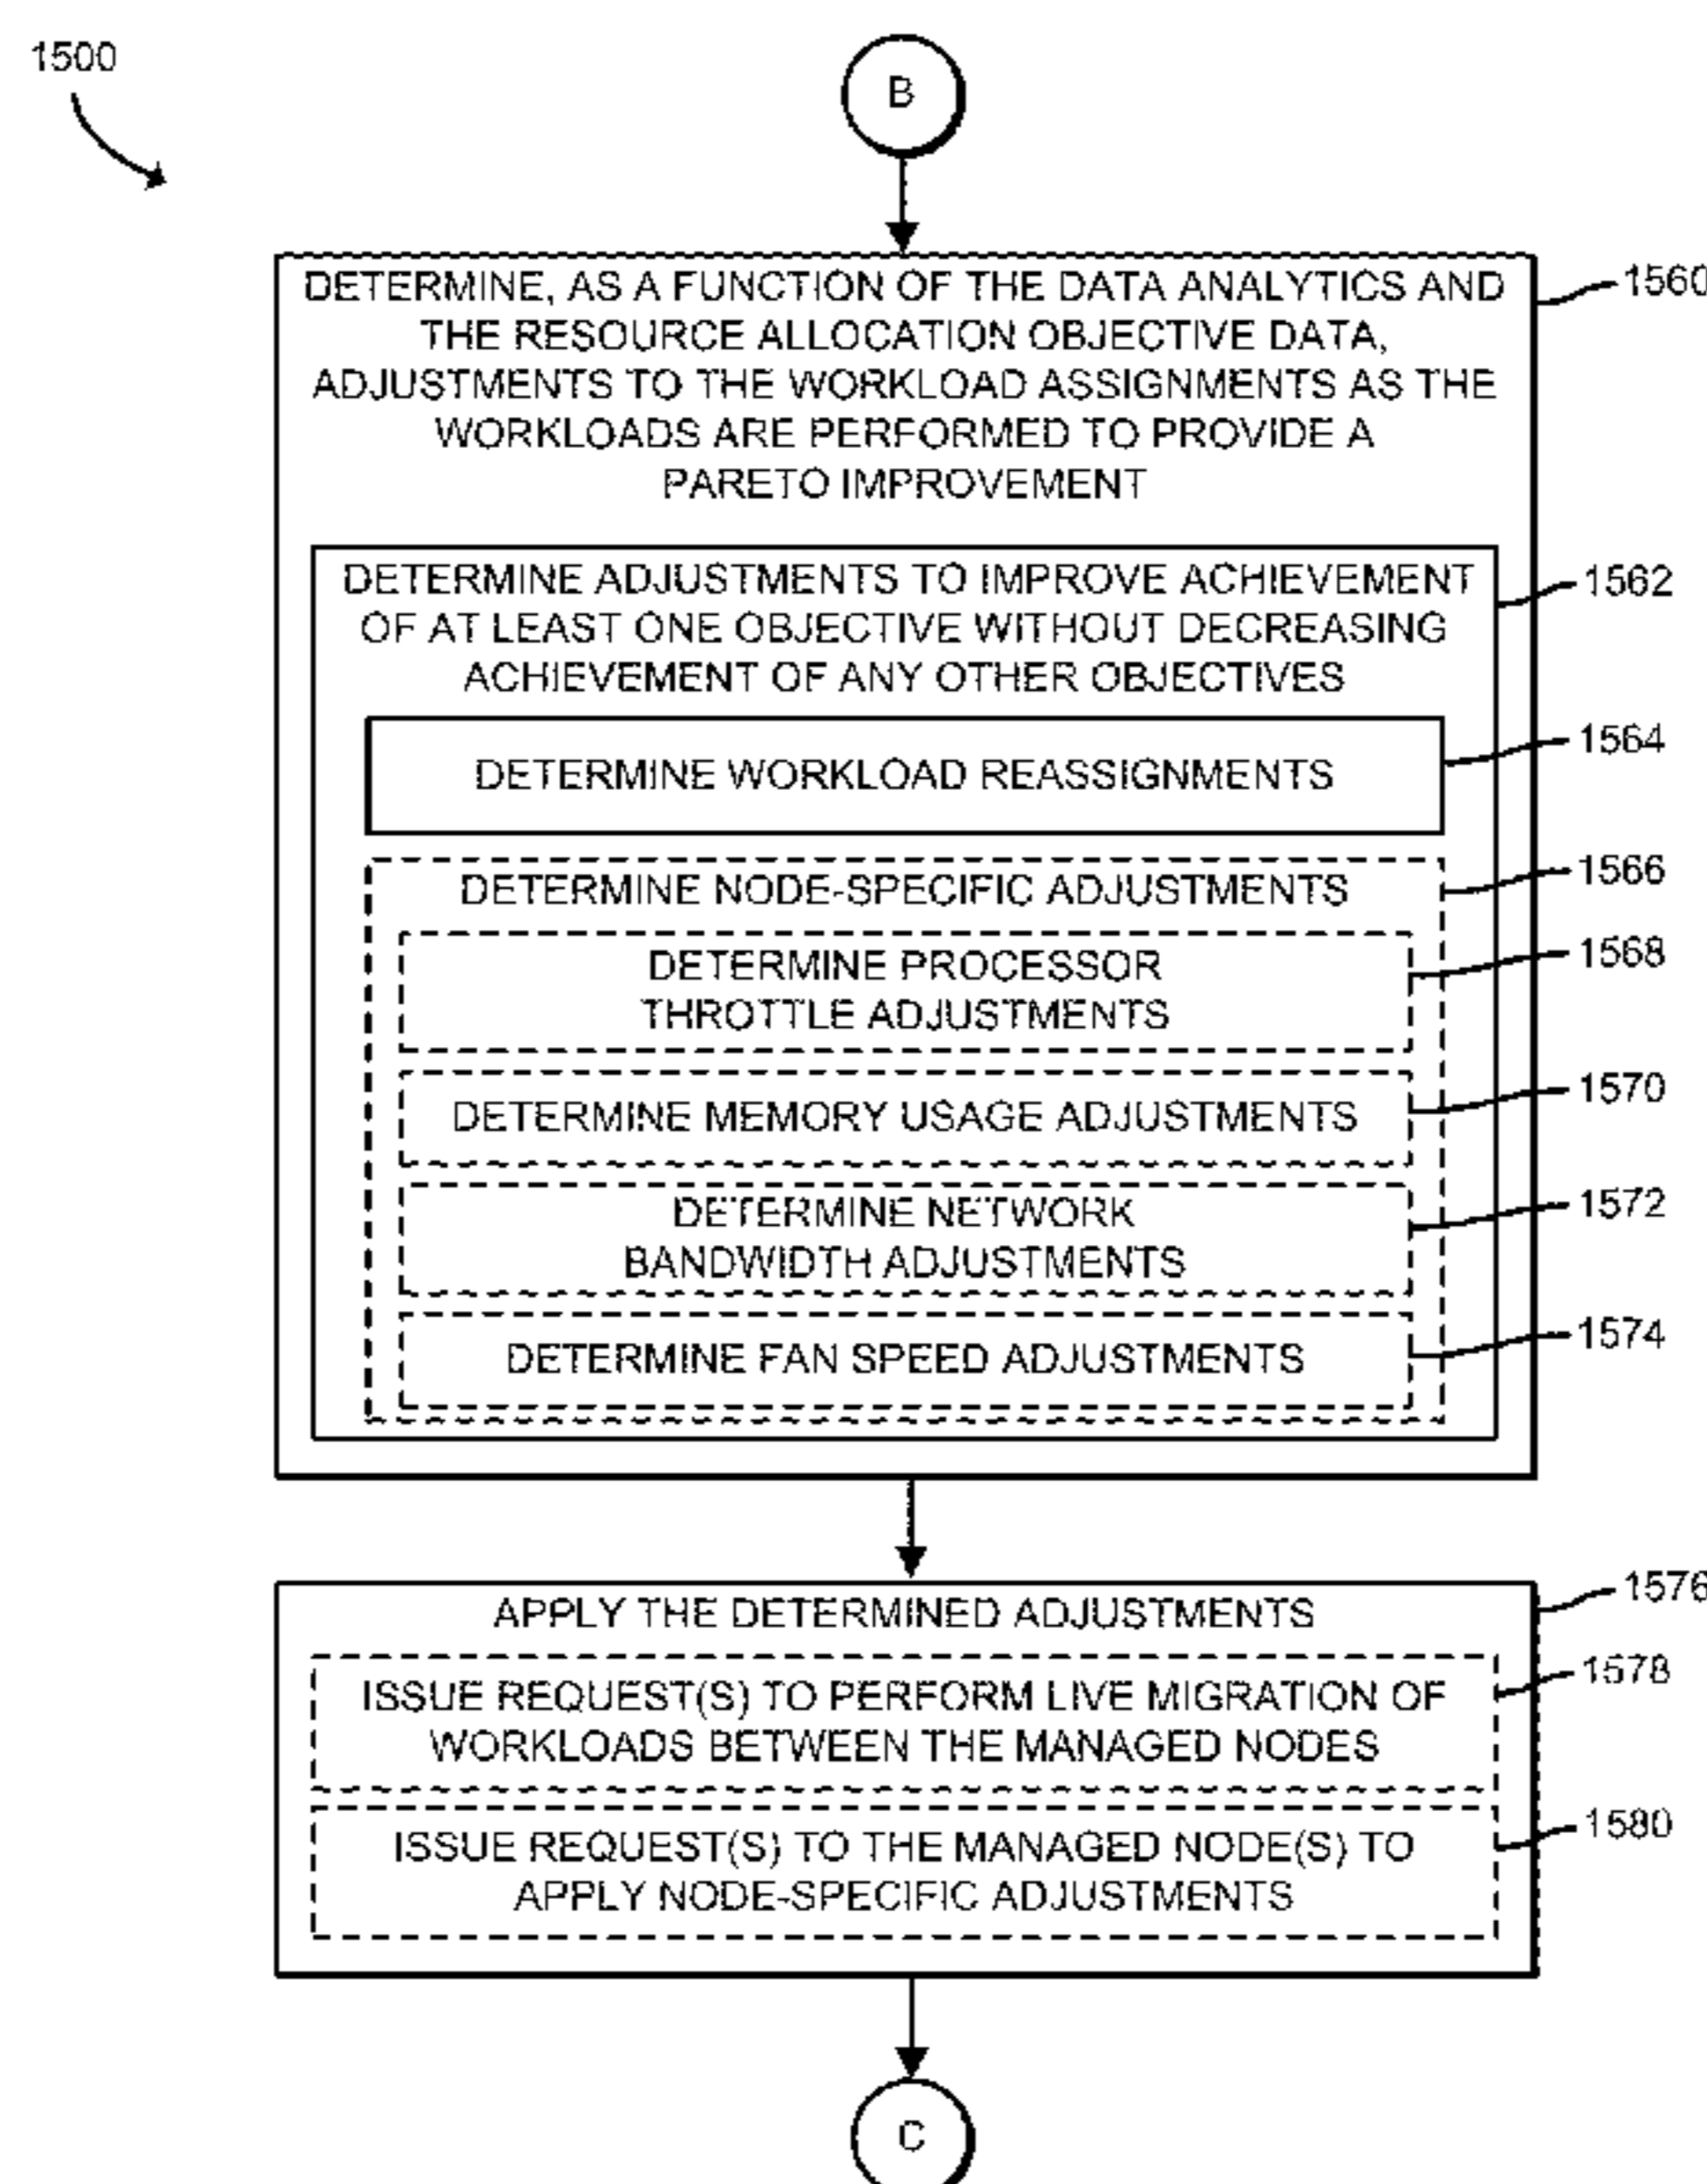 1500
B
DETERMINE, AS A FUNCTION OF THE DATA ANALYTICS AND
THE RESOURCE ALLOCATION OBJECTIVE DATA,
ADJUSTMENTS TO THE WORKLOAD ASSIGNMENTS AS THE
WORKLOADS ARE PERFORMED TO PROVIDE A
PARETO IMPROVEMENT
1560
DETERMINE ADJUSTMENTS TO IMPROVE ACHIEVEMENT
OF AT LEAST ONE OBJECTIVE WITHOUT DECREASING
ACHIEVEMENT OF ANY OTHER OBJECTIVES
1562
DETERMINE WORKLOAD REASSIGNMENTS
1564
DETERMINE NODE-SPECIFIC ADJUSTMENTS
1566
DETERMINE PROCESSOR
THROTTLE ADJUSTMENTS
1568
DETERMINE MEMORY USAGE ADJUSTMENTS
1570
DETERMINE NETWORK
BANDWIDTH ADJUSTMENTS
1572
DETERMINE FAN SPEED ADJUSTMENTS
1574
APPLY THE DETERMINED ADJUSTMENTS
1576
ISSUE REQUEST(S) TO PERFORM LIVE MIGRATION OF
WORKLOADS BETWEEN THE MANAGED NODES
1578
ISSUE REQUEST(S) TO THE MANAGED NODE(S) TO
APPLY NODE-SPECIFIC ADJUSTMENTS
1580
C